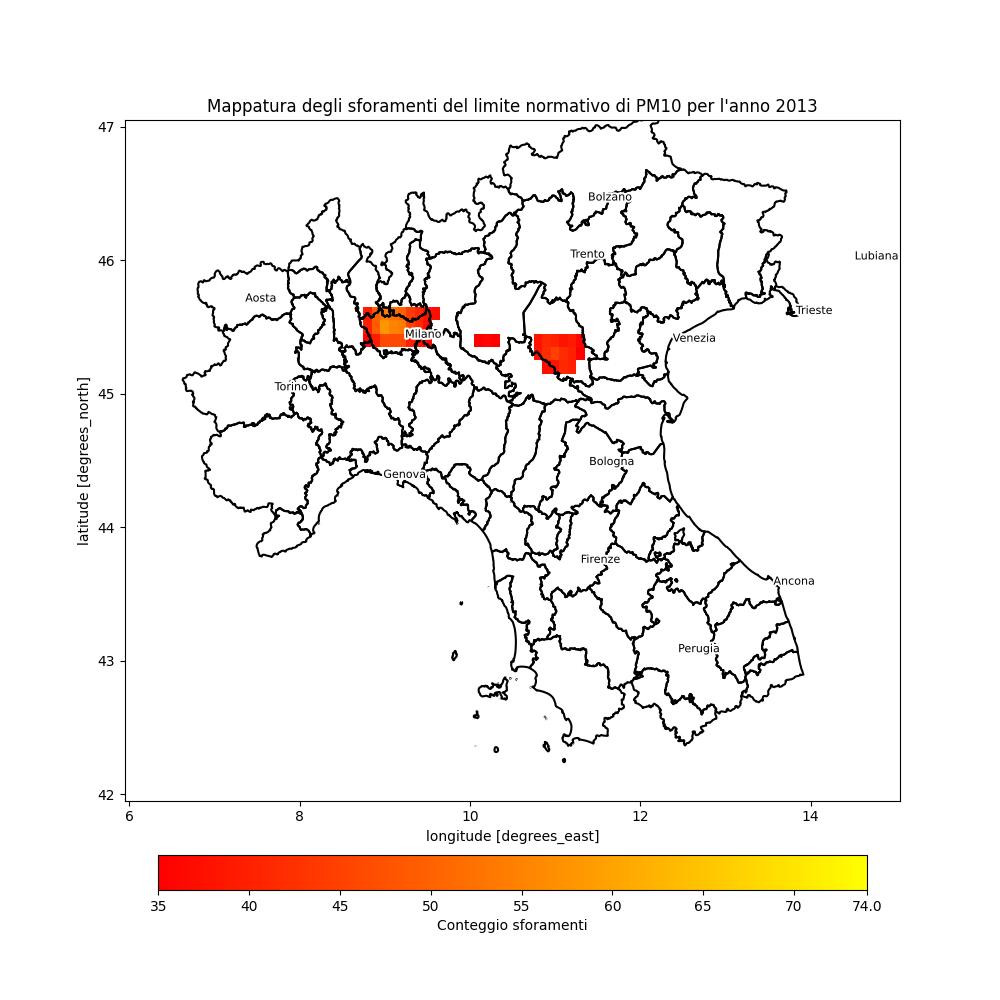 Mappatura degli sforamenti del limite normativo di PM10 per l'anno 2013
47
46
45
44
43
42
latitude [degrees_north]
Bolzano
Trento
Lubiana
Aosta
Trieste
Milano
Venezia
Torino
Bologna
Genova
Firenze
Ancona
Perugia
6 8 10 12 14
longitude [degrees_east]
35 40 45 50 55 60 65 70 74.0
Conteggio sforamenti